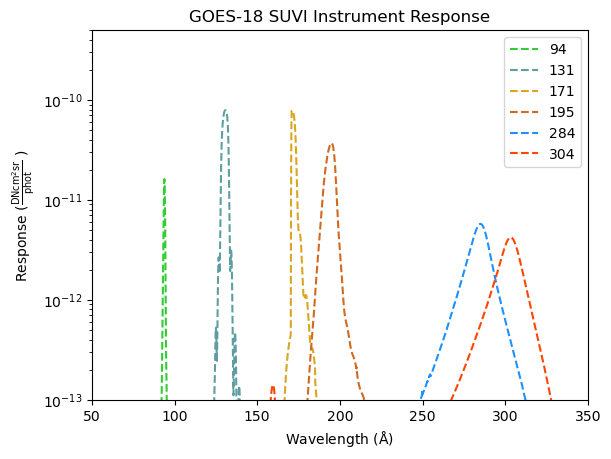 GOES-18 SUVI Instrument Response
94
131
171
195
284
304
Response (DNcm²sr/phot)
10⁻¹⁰
10⁻¹¹
10⁻¹²
10⁻¹³
50 100 150 200 250 300 350
Wavelength (Å)